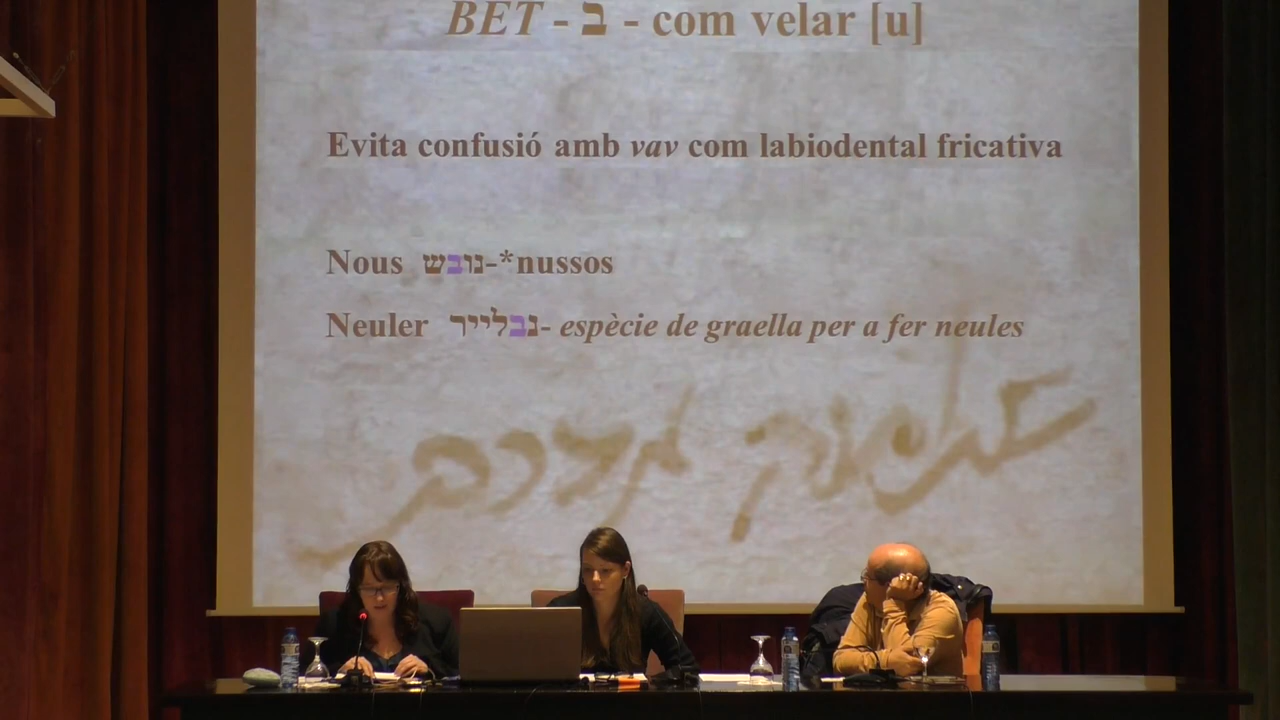 BET - ב - com velar [u]
Evita confusió amb vav com labiodental fricativa
Nous נובש-*nussos
Neuler נבלייר- espècie de graella per a fer neules